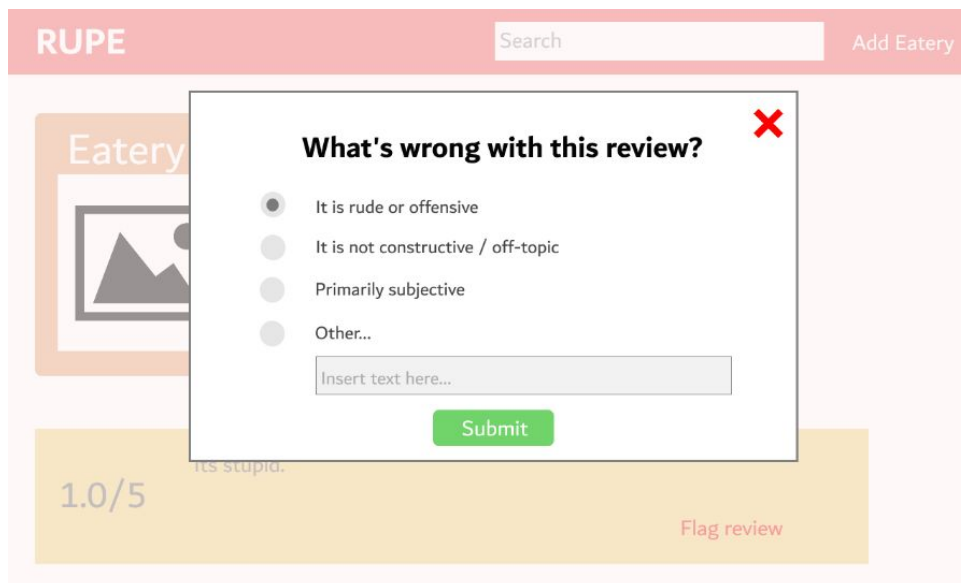 RUPE
Search
Add Eatery
Eatery
What's wrong with this review?
It is rude or offensive
It is not constructive / off-topic
Primarily subjective
Other...
Insert text here...
Submit
Its stupid.
1.0/5
Flag review